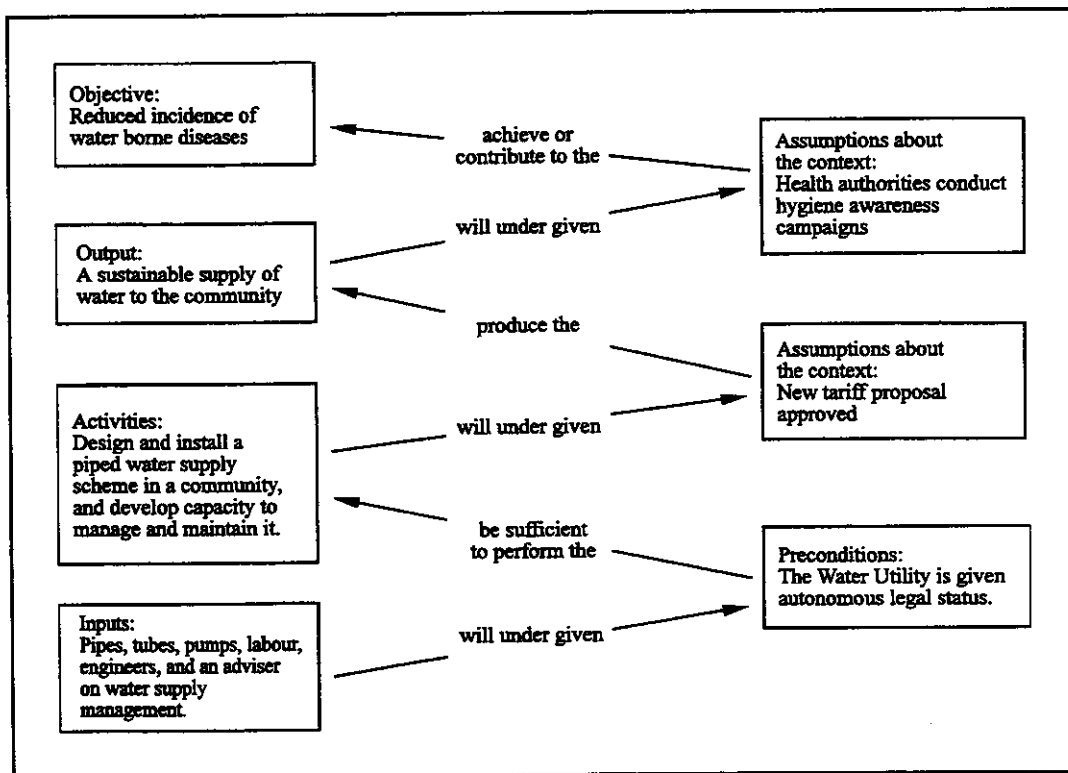 Objective:
Reduced incidence of
water borne diseases
achieve or
contribute to the
Assumptions about
the context:
Health authorities conduct
hygiene awareness
campaigns
will under given
Output:
A sustainable supply of
water to the community
produce the
Assumptions about
the context:
New tariff proposal
approved
will under given
Activities:
Design and install a
piped water supply
scheme in a community,
and develop capacity to
manage and maintain it.
be sufficient
to perform the
Preconditions:
The Water Utility is given
autonomous legal status.
will under given
Inputs:
Pipes, tubes, pumps, labour,
engineers, and an adviser
on water supply
management.